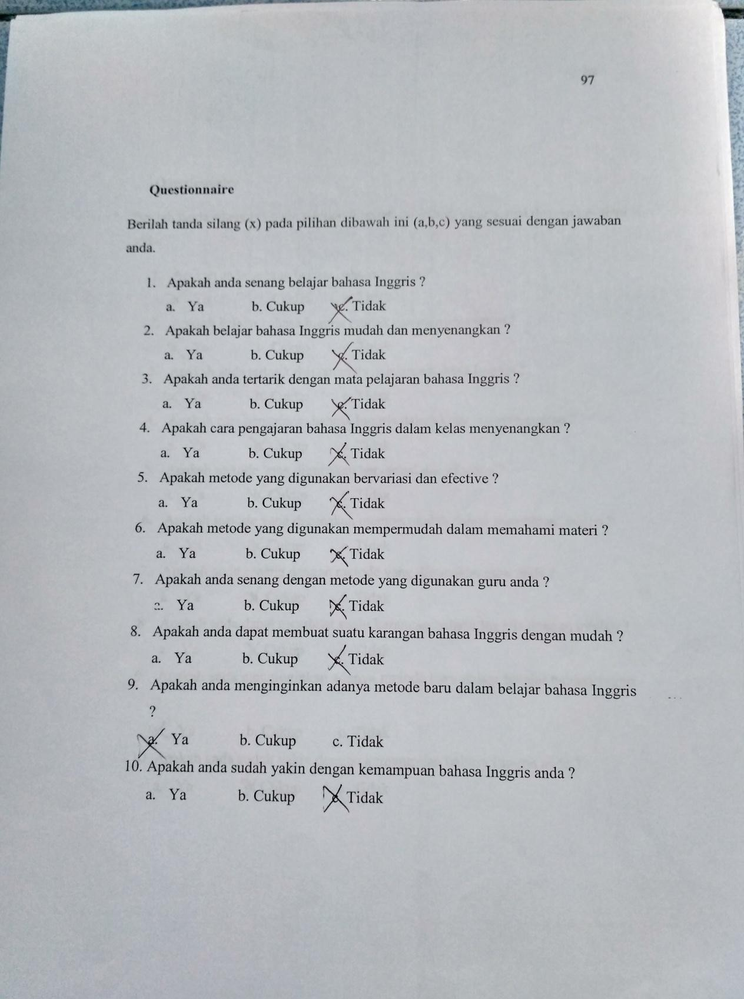 97
Questionnaire
Berilah tanda silang (x) pada pilihan dibawah ini (a,b,c) yang sesuai dengan jawaban
anda.
1. Apakah anda senang belajar bahasa Inggris ?
a. Ya b. Cukup c. Tidak
2. Apakah belajar bahasa Inggris mudah dan menyenangkan ?
a. Ya b. Cukup c. Tidak
3. Apakah anda tertarik dengan mata pelajaran bahasa Inggris ?
a. Ya b. Cukup c. Tidak
4. Apakah cara pengajaran bahasa Inggris dalam kelas menyenangkan ?
a. Ya b. Cukup c. Tidak
5. Apakah metode yang digunakan bervariasi dan efective ?
a. Ya b. Cukup c. Tidak
6. Apakah metode yang digunakan mempermudah dalam memahami materi ?
a. Ya b. Cukup c. Tidak
7. Apakah anda senang dengan metode yang digunakan guru anda ?
a. Ya b. Cukup c. Tidak
8. Apakah anda dapat membuat suatu karangan bahasa Inggris dengan mudah ?
a. Ya b. Cukup c. Tidak
9. Apakah anda menginginkan adanya metode baru dalam belajar bahasa Inggris
?
a. Ya b. Cukup c. Tidak
10. Apakah anda sudah yakin dengan kemampuan bahasa Inggris anda ?
a. Ya b. Cukup c. Tidak